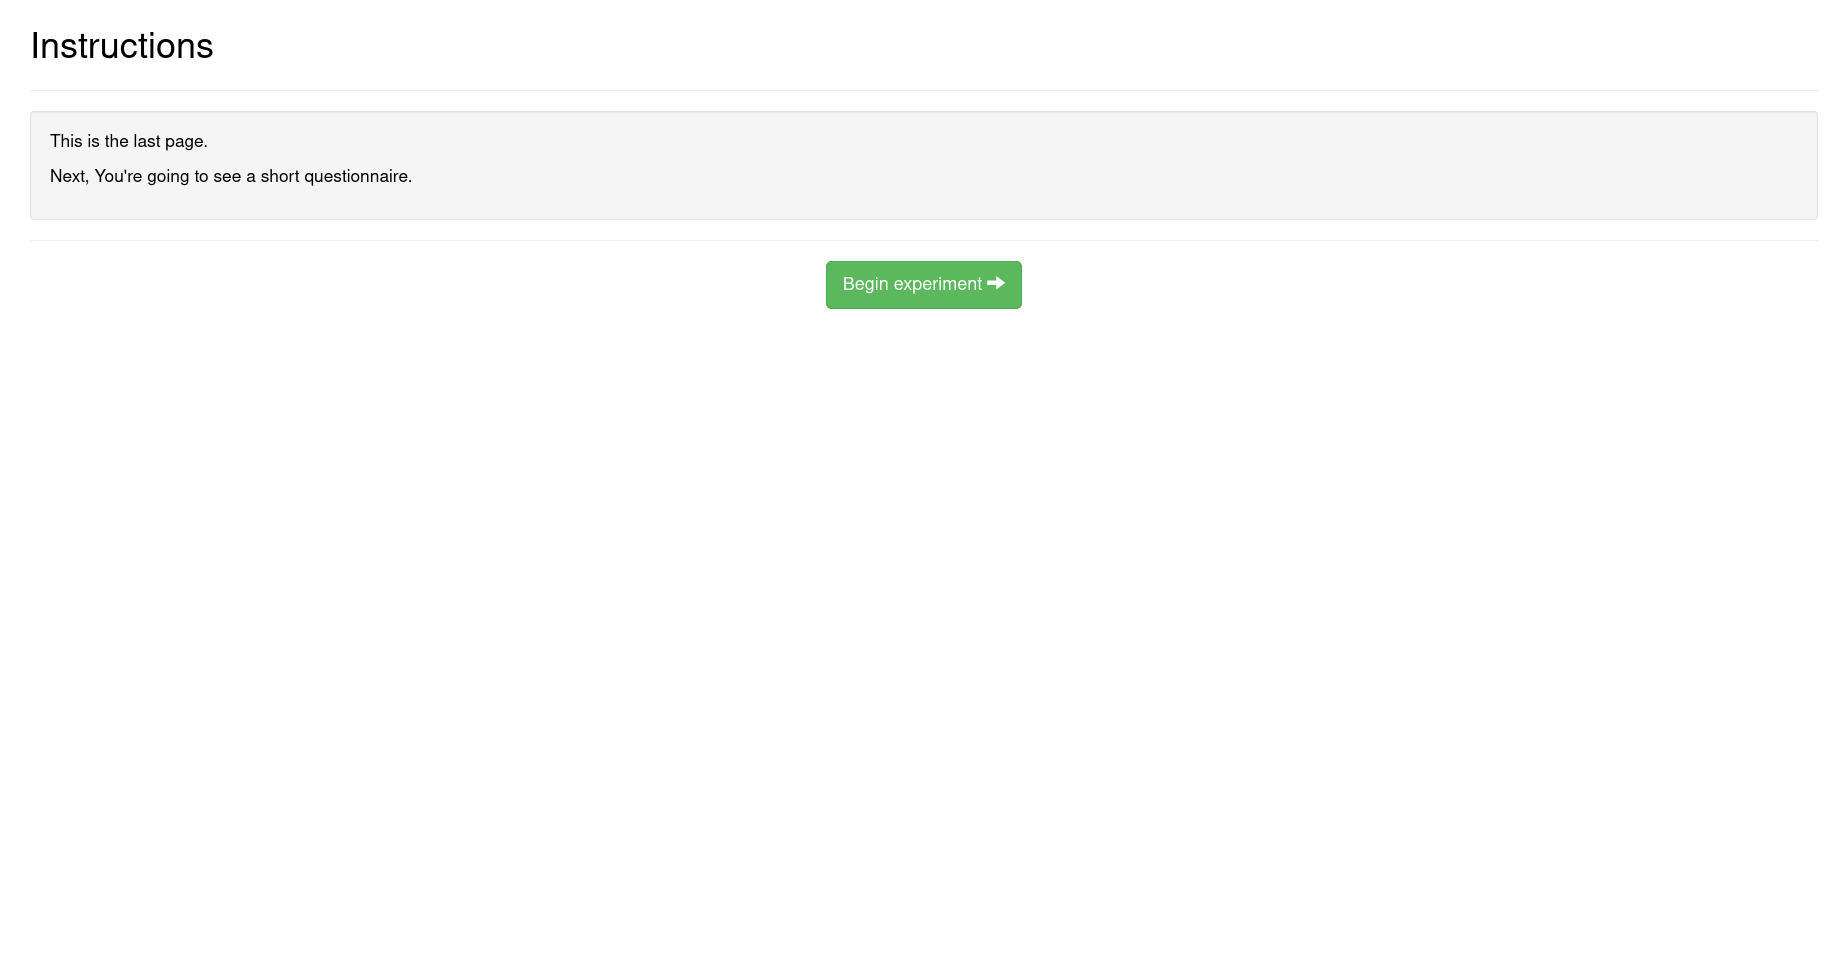 Instructions
This is the last page.
Next, You're going to see a short questionnaire.
Begin experiment